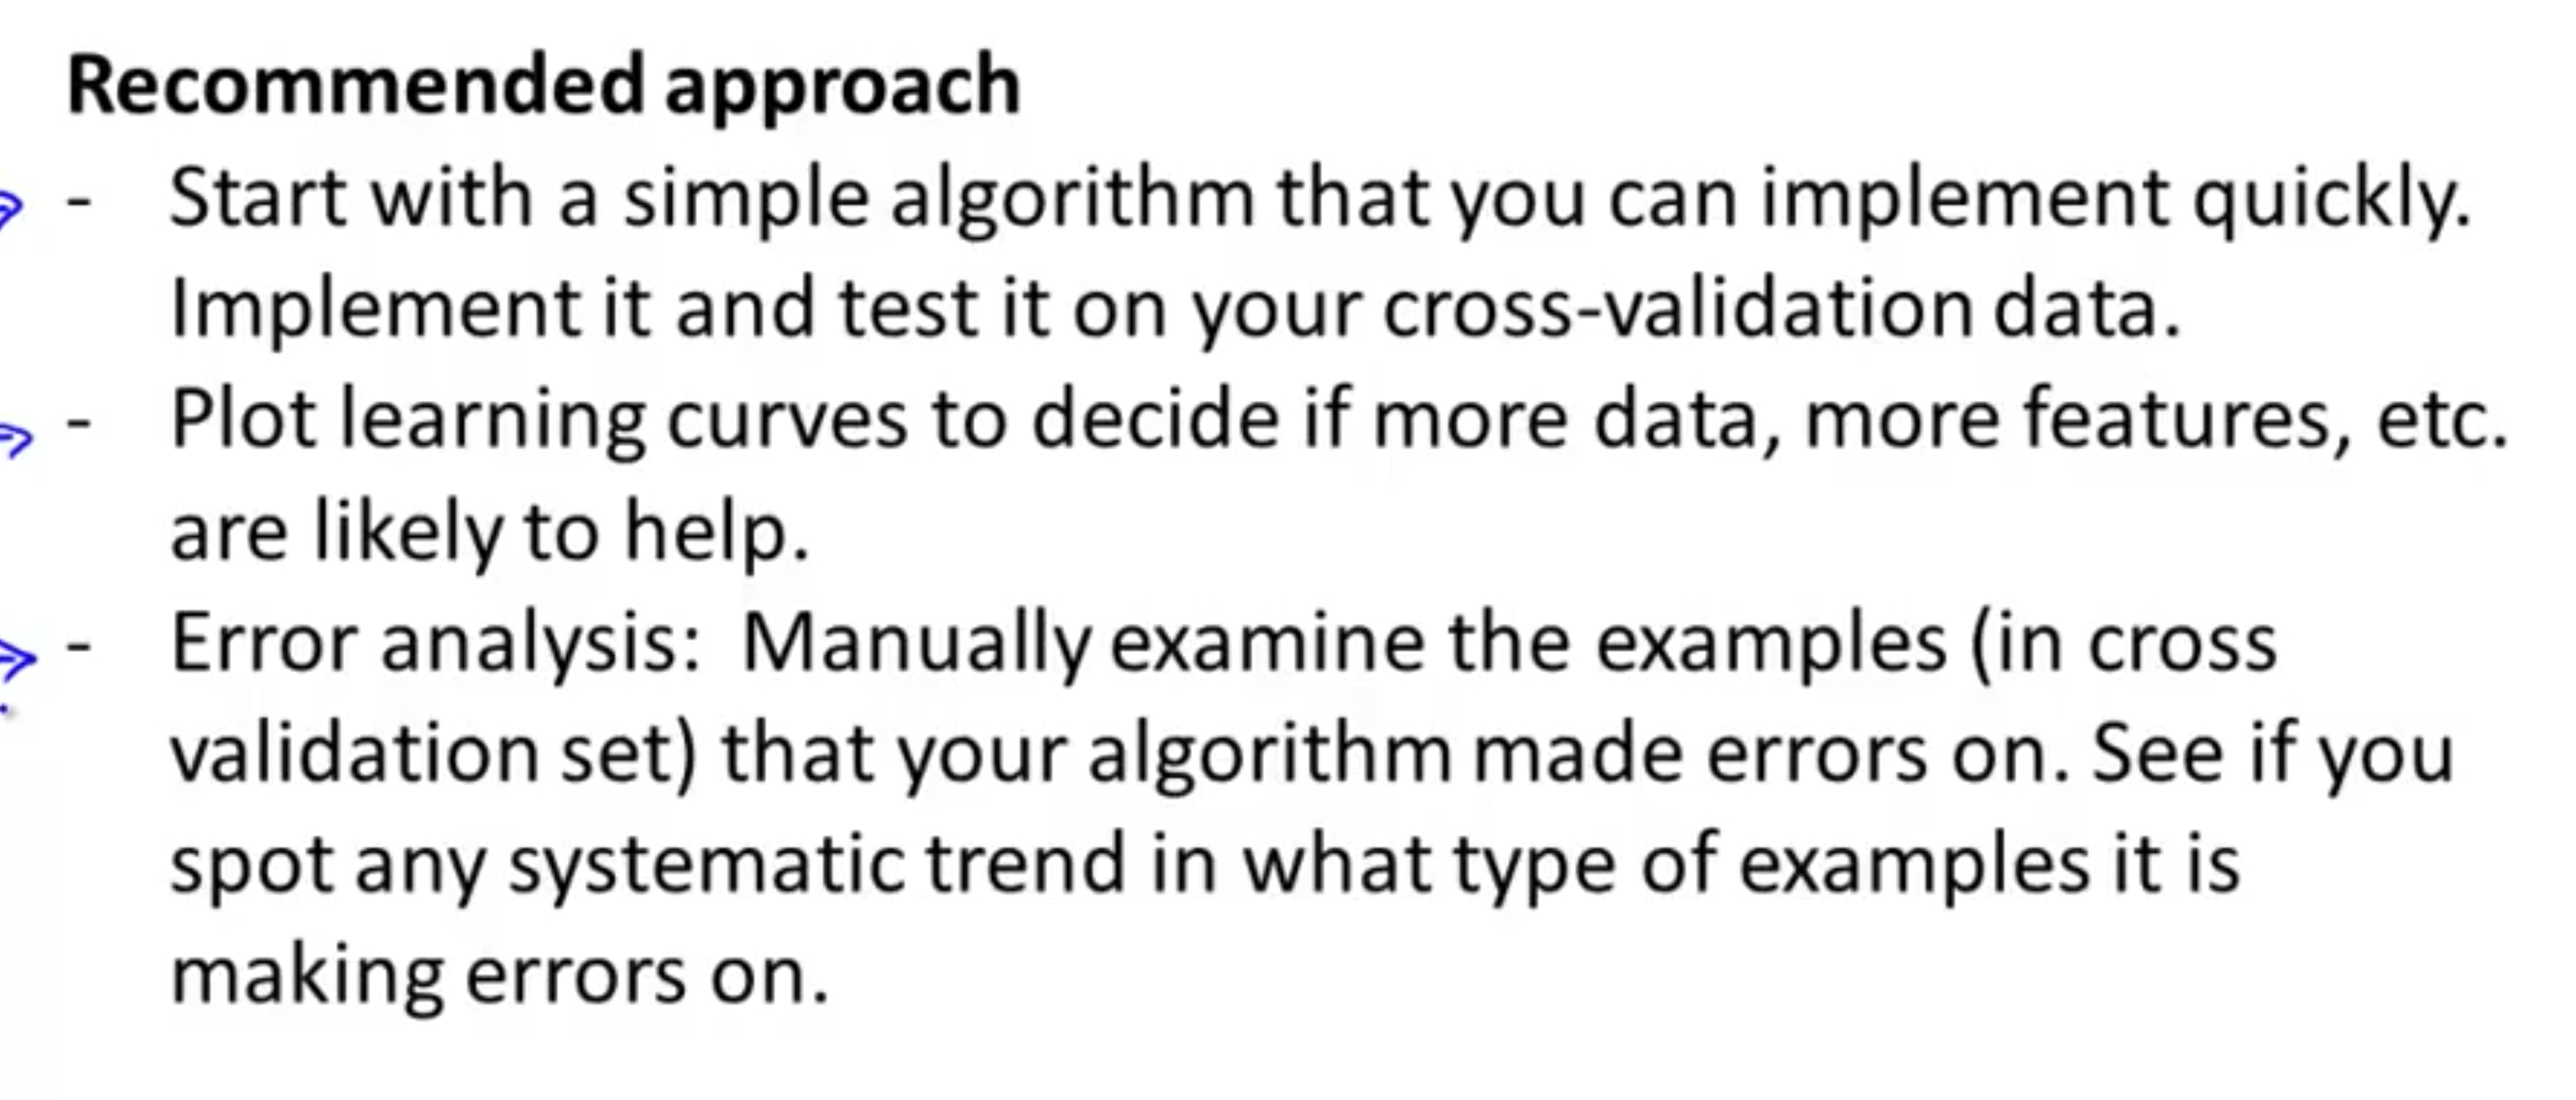 Recommended approach
- Start with a simple algorithm that you can implement quickly.
Implement it and test it on your cross-validation data.
- Plot learning curves to decide if more data, more features, etc.
are likely to help.
- Error analysis: Manually examine the examples (in cross
validation set) that your algorithm made errors on. See if you
spot any systematic trend in what type of examples it is
making errors on.